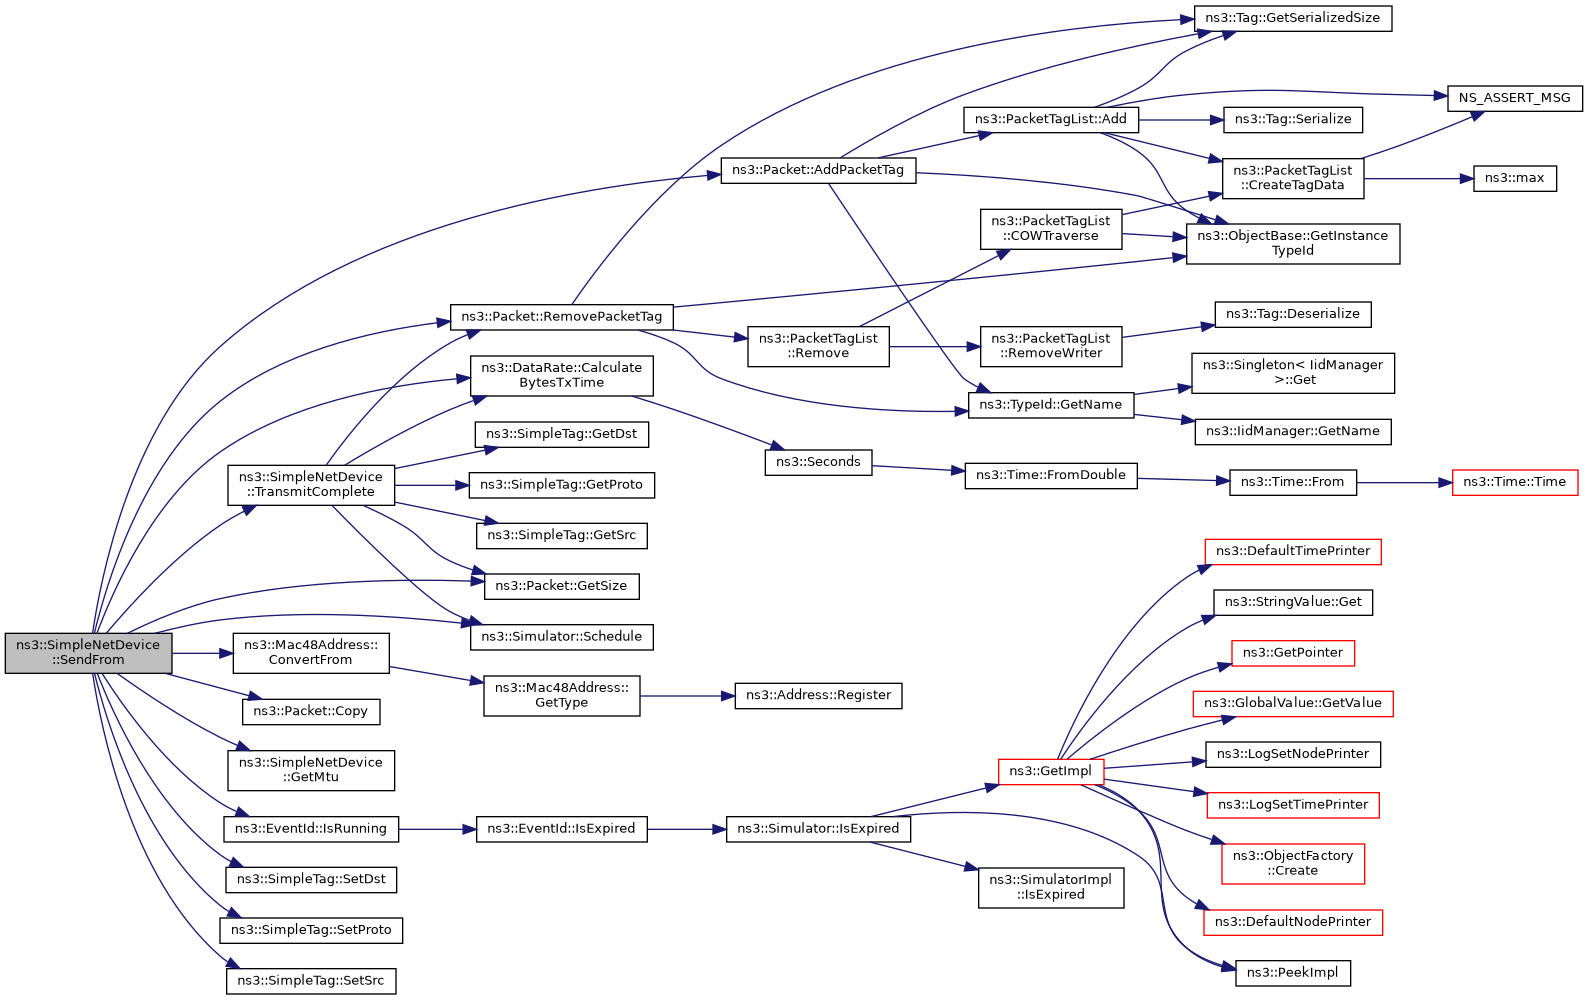 ns3::SimpleNetDevice
::SendFrom
ns3::Packet::AddPacketTag
ns3::Packet::RemovePacketTag
ns3::DataRate::Calculate
BytesTxTime
ns3::SimpleNetDevice
::TransmitComplete
ns3::SimpleTag::GetDst
ns3::SimpleTag::GetProto
ns3::SimpleTag::GetSrc
ns3::Packet::GetSize
ns3::Simulator::Schedule
ns3::Mac48Address::
ConvertFrom
ns3::Mac48Address::
GetType
ns3::Address::Register
ns3::Packet::Copy
ns3::SimpleNetDevice
::GetMtu
ns3::EventId::IsRunning
ns3::EventId::IsExpired
ns3::Simulator::IsExpired
ns3::SimpleTag::SetDst
ns3::SimpleTag::SetProto
ns3::SimpleTag::SetSrc
ns3::Tag::GetSerializedSize
ns3::PacketTagList::Add
NS_ASSERT_MSG
ns3::Tag::Serialize
ns3::PacketTagList
::CreateTagData
ns3::max
ns3::PacketTagList
::COWTraverse
ns3::ObjectBase::GetInstance
TypeId
ns3::PacketTagList
::Remove
ns3::PacketTagList
::RemoveWriter
ns3::Tag::Deserialize
ns3::TypeId::GetName
ns3::Singleton< IidManager
>::Get
ns3::IidManager::GetName
ns3::Seconds
ns3::Time::FromDouble
ns3::Time::From
ns3::Time::Time
ns3::GetImpl
ns3::SimulatorImpl
::IsExpired
ns3::DefaultTimePrinter
ns3::StringValue::Get
ns3::GetPointer
ns3::GlobalValue::GetValue
ns3::LogSetNodePrinter
ns3::LogSetTimePrinter
ns3::ObjectFactory
::Create
ns3::DefaultNodePrinter
ns3::PeekImpl